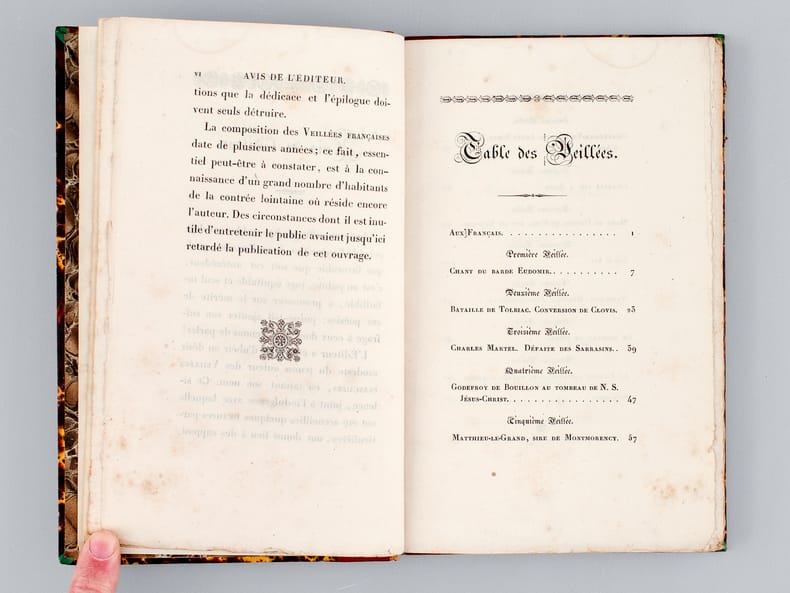 VI AVIS DE L'ÉDITEUR.
tions que la dédicace et l'épilogue doi-
vent seuls détruire.
La composition des VEILLÉES FRANÇAISES
date de plusieurs années; ce fait, essen-
tiel peut-être à constater, est à la con-
naissance d'un grand nombre d'habitants
de la contrée lointaine où réside encore
l'auteur. Des circonstances dont il est inu-
tile d'entretenir le public avaient jusqu'ici
retardé la publication de cet ouvrage.
Table des Veillées.
AUX FRANÇAIS. . . . . . . . . . . . . . . . . 1
Première Veillée.
CHANT DU BARDE EUDOMIR. . . . . . . . . . 7
Deuxième Veillée.
BATAILLE DE TOLBIAC. CONVERSION DE CLOVIS. 23
Troisième Veillée.
CHARLES MARTEL. DÉFAITE DES SARRASINS. . 39
Quatrième Veillée.
GODEFROY DE BOUILLON AU TOMBEAU DE N. S.
JÉSUS-CHRIST. . . . . . . . . . . . . . . . 47
Cinquième Veillée.
MATTHIEU-LE-GRAND, SIRE DE MONTMORENCY. 57